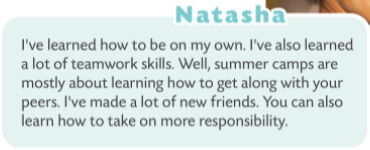 Natasha
I've learned how to be on my own. I've also learned
a lot of teamwork skills. Well, summer camps are
mostly about learning how to get along with your
peers. I've made a lot of new friends. You can also
learn how to take on more responsibility.